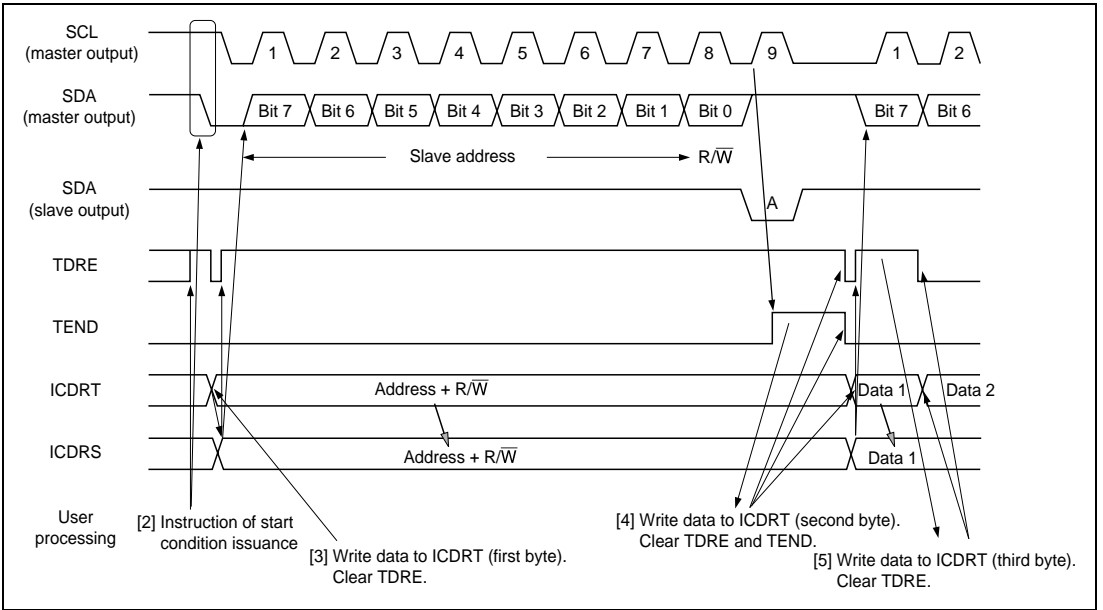 SCL
(master output)
1 2 3 4 5 6 7 8 9 1 2
SDA
(master output)
Bit 7 Bit 6 Bit 5 Bit 4 Bit 3 Bit 2 Bit 1 Bit 0 Bit 7 Bit 6
Slave address R/W̅
SDA
(slave output)
A
TDRE
TEND
ICDRT
Address + R/W̅ Data 1 Data 2
ICDRS
Address + R/W̅ Data 1
User
processing
[2] Instruction of start
condition issuance
[3] Write data to ICDRT (first byte).
Clear TDRE.
[4] Write data to ICDRT (second byte).
Clear TDRE and TEND.
[5] Write data to ICDRT (third byte).
Clear TDRE.